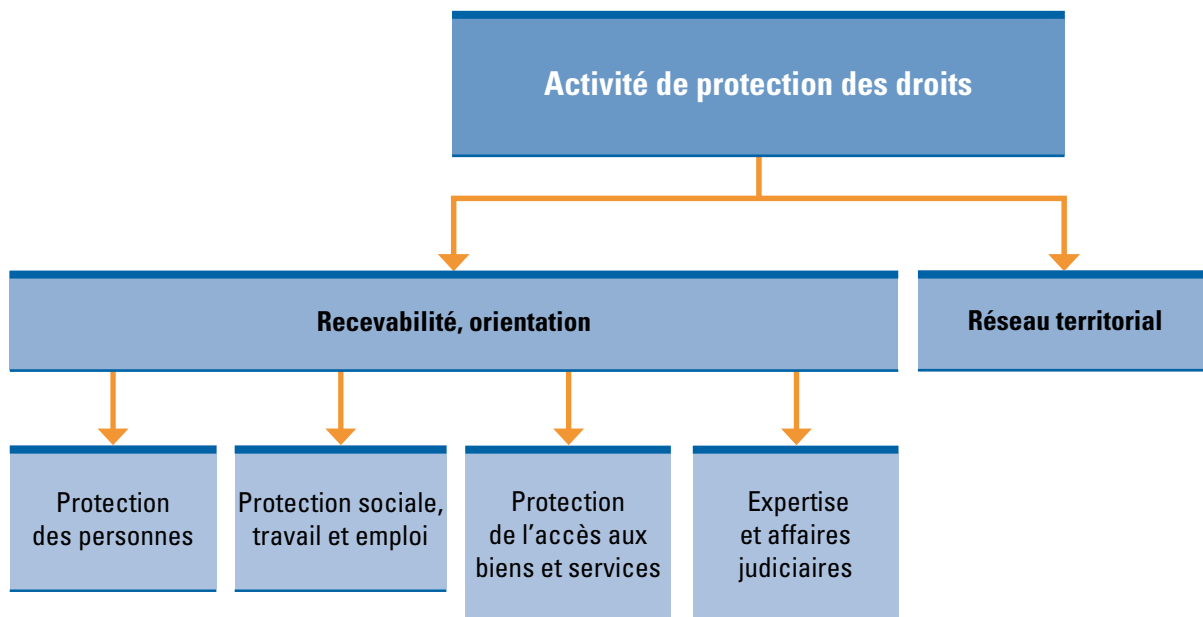 Activité de protection des droits
Recevabilité, orientation
Réseau territorial
Protection
des personnes
Protection sociale,
travail et emploi
Protection
de l’accès aux
biens et services
Expertise
et affaires
judiciaires